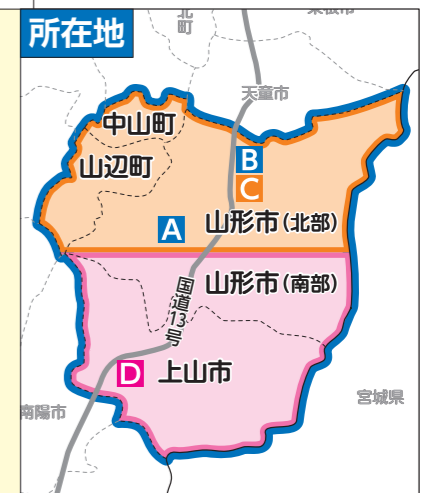 所在地
北町
東根市
天童市
中山町
山辺町
B
C
A
山形市(北部)
山形市(南部)
国道13号
D
上山市
南陽市
宮城県